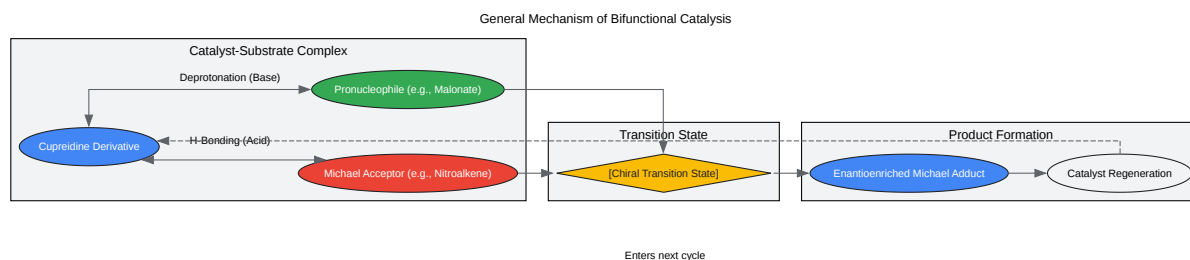 General Mechanism of Bifunctional Catalysis
Catalyst-Substrate Complex
Deprotonation (Base)
Pronucleophile (e.g., Malonate)
Cupreidine Derivative
H-Bonding (Acid)
Michael Acceptor (e.g., Nitroalkene)
Transition State
[Chiral Transition State]
Product Formation
Enantioenriched Michael Adduct
Catalyst Regeneration
Enters next cycle